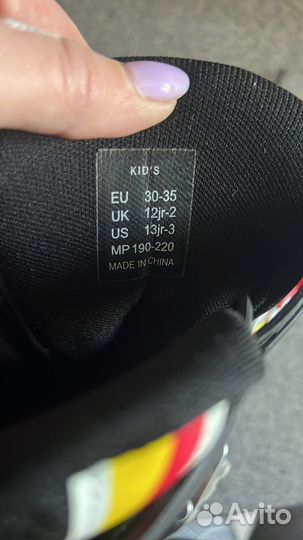 KID'S
EU 30-35
UK 12jr-2
US 13jr-3
MP 190-220
MADE IN CHINA
Avito